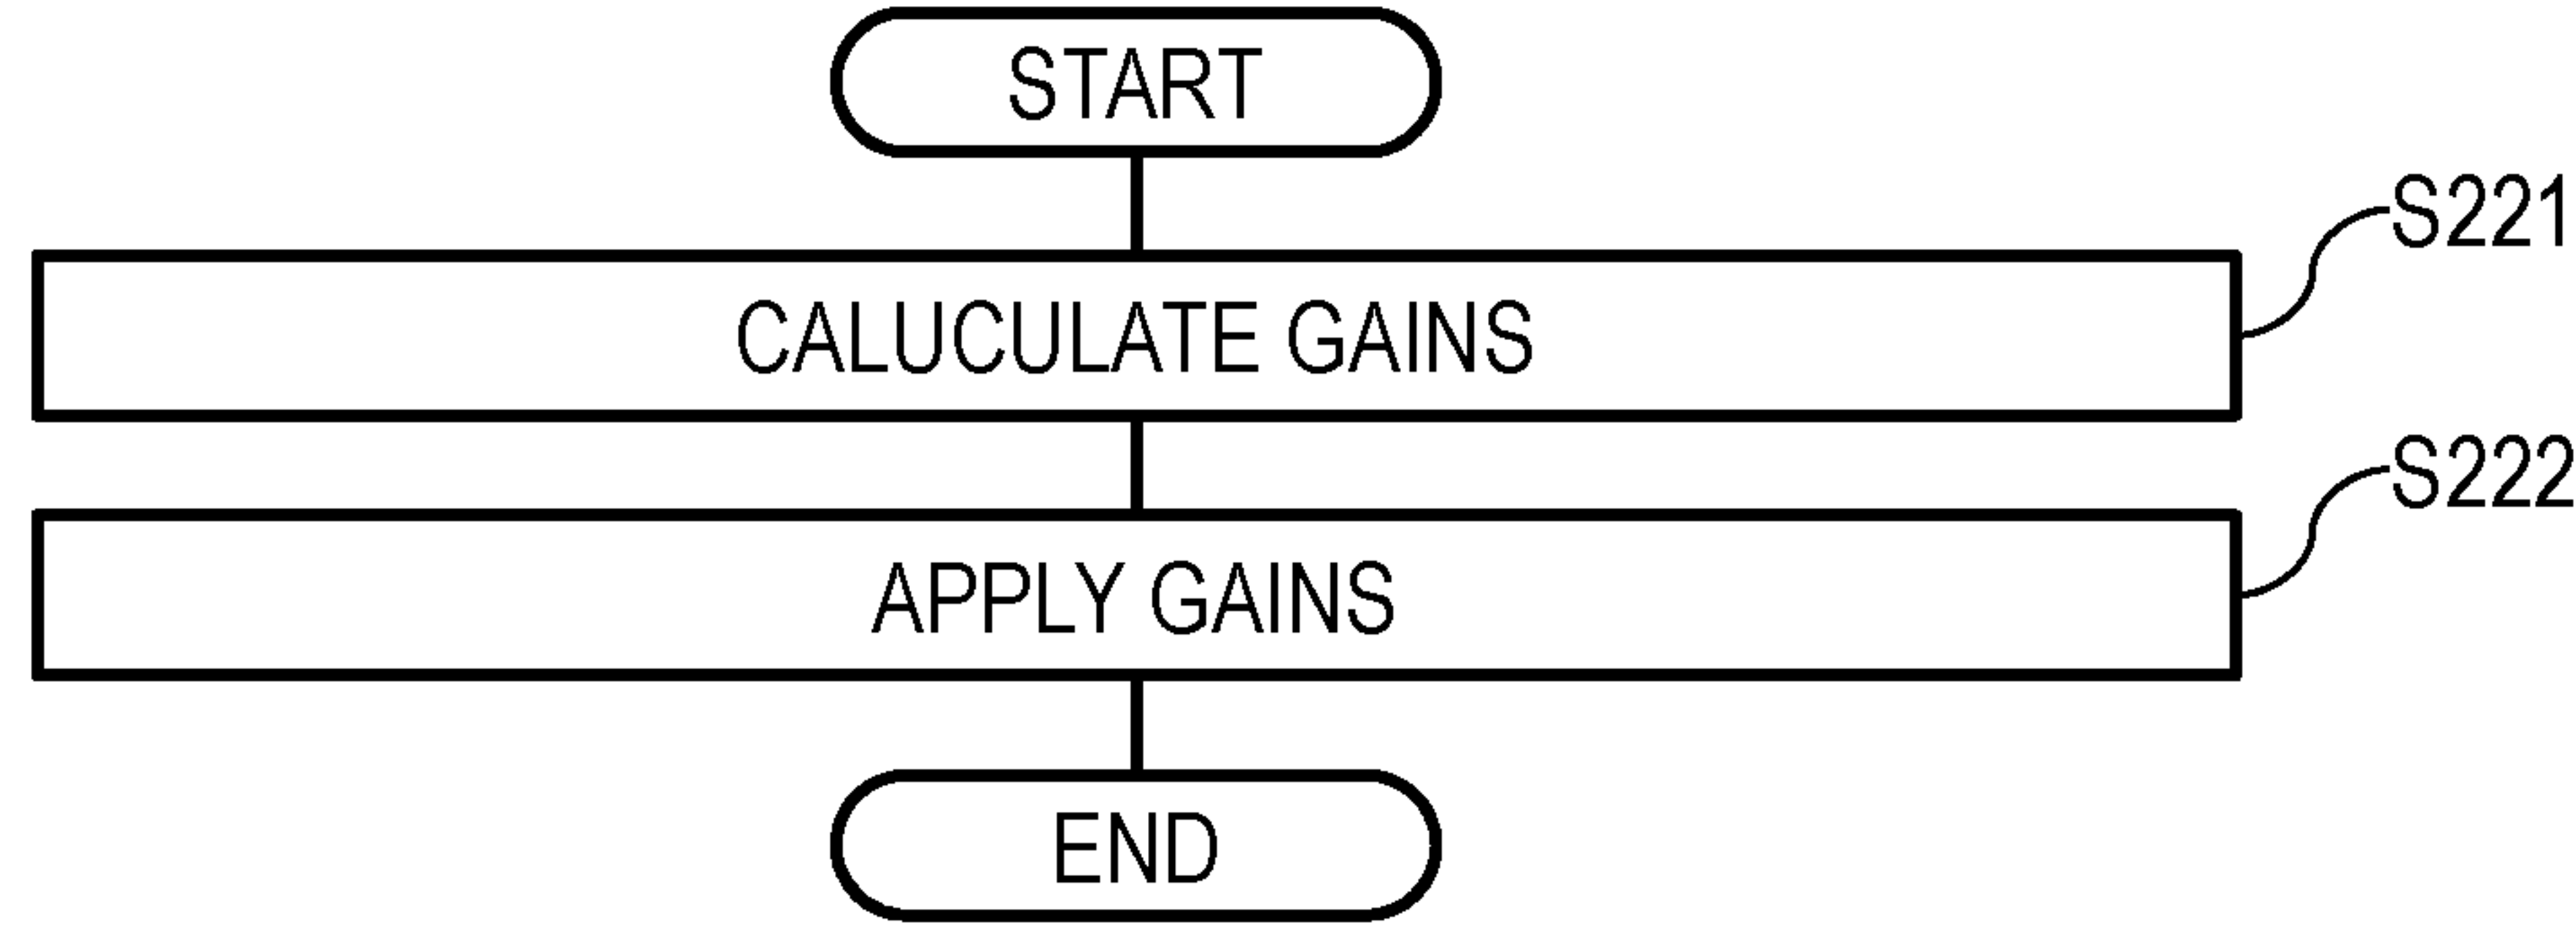 START
S221
CALUCULATE GAINS
S222
APPLY GAINS
END